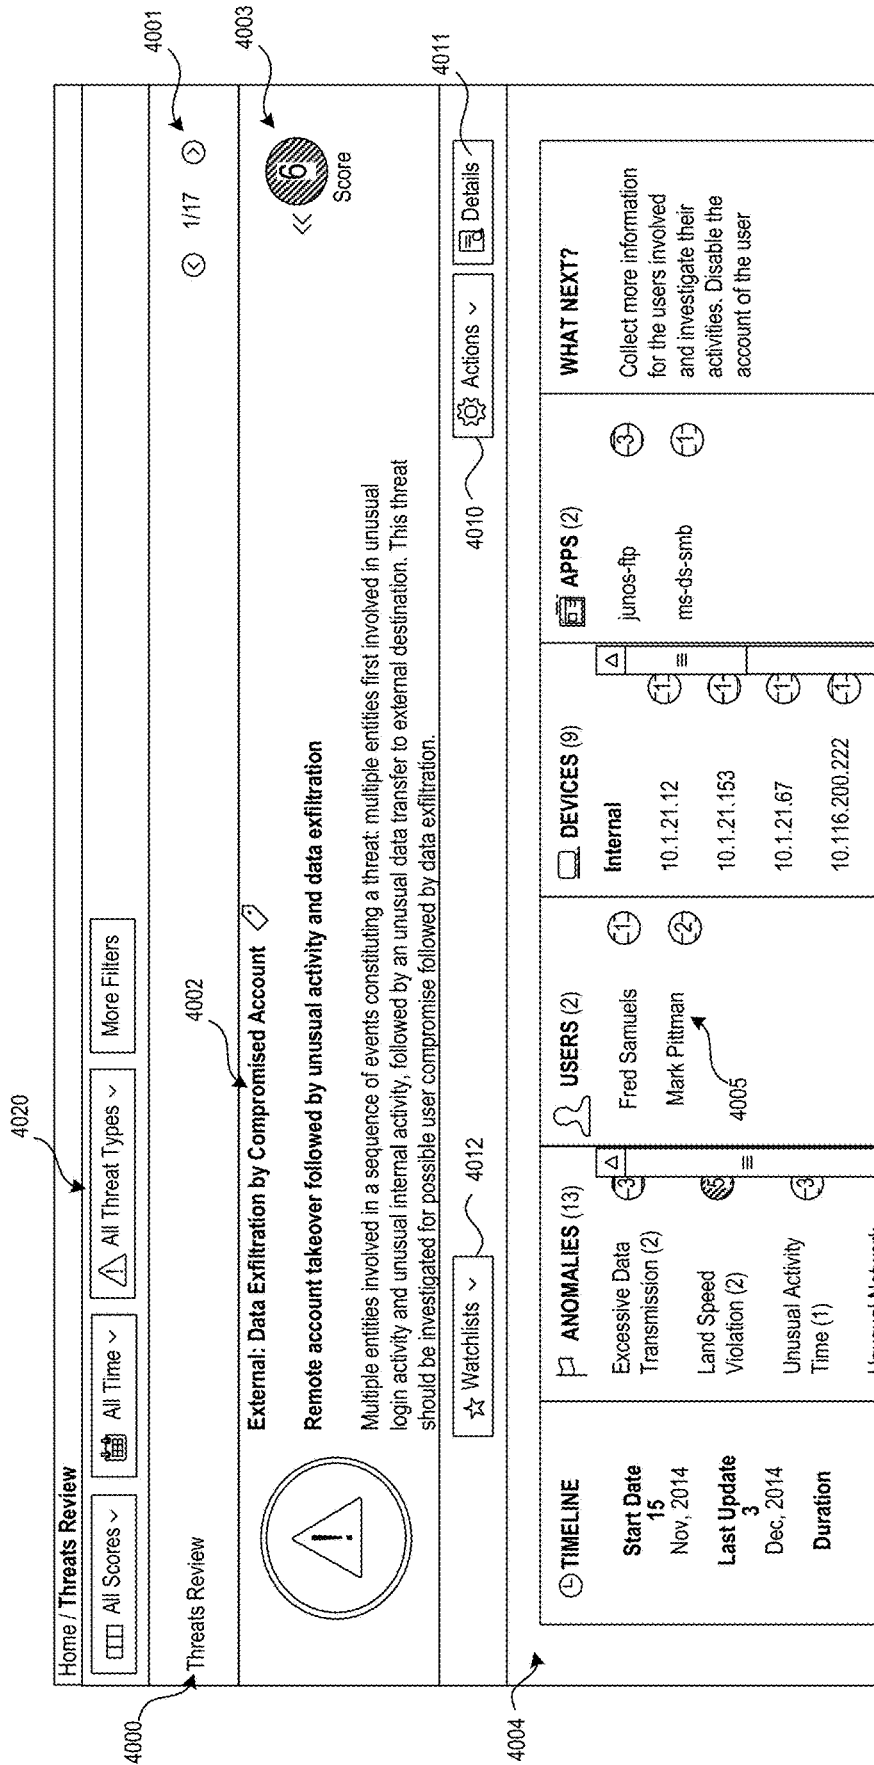 Home / Threats Review
All Scores
All Time
All Threat Types
More Filters
4020
4000
Threats Review
1/17
4001
4002
External: Data Exfiltration by Compromised Account
Remote account takeover followed by unusual activity and data exfiltration
Multiple entities involved in a sequence of events constituting a threat: multiple entities first involved in unusual
login activity and unusual internal activity, followed by an unusual data transfer to external destination. This threat
should be investigated for possible user compromise followed by data exfiltration.
6
Score
4003
Watchlists
4012
4010
Actions
Details
4011
4004
TIMELINE
Start Date
15
Nov, 2014
Last Update
3
Dec, 2014
Duration
ANOMALIES (13)
Excessive Data
Transmission (2)
3
Land Speed
Violation (2)
5
Unusual Activity
Time (1)
3
Unusual Network
USERS (2)
Fred Samuels
1
Mark Pittman
2
4005
DEVICES (9)
Internal
10.1.21.12
1
10.1.21.153
1
10.1.21.67
1
10.116.200.222
1
APPS (2)
junos-ftp
3
ms-ds-smb
1
WHAT NEXT?
Collect more information
for the users involved
and investigate their
activities. Disable the
account of the user